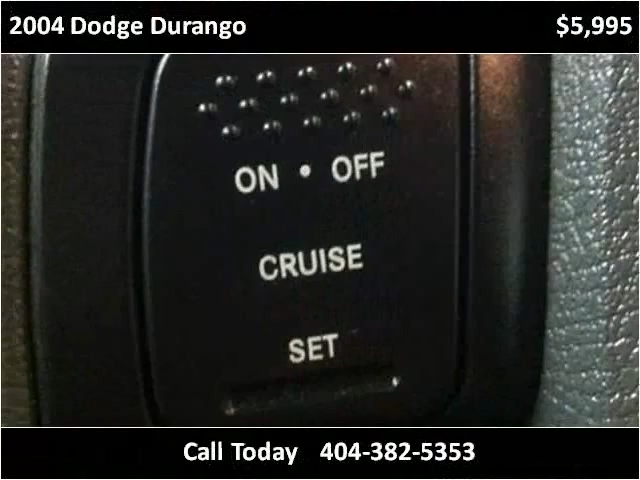 2004 Dodge Durango $5,995
ON • OFF
CRUISE
SET
Call Today 404-382-5353